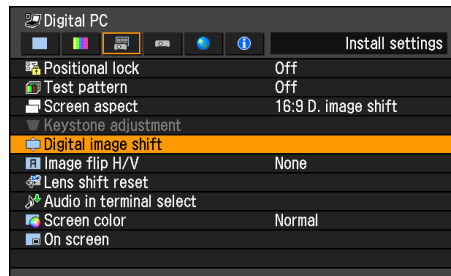 Digital PC
Install settings
Positional lock Off
Test pattern Off
Screen aspect 16:9 D. image shift
Keystone adjustment
Digital image shift
Image flip H/V None
Lens shift reset
Audio in terminal select
Screen color Normal
On screen